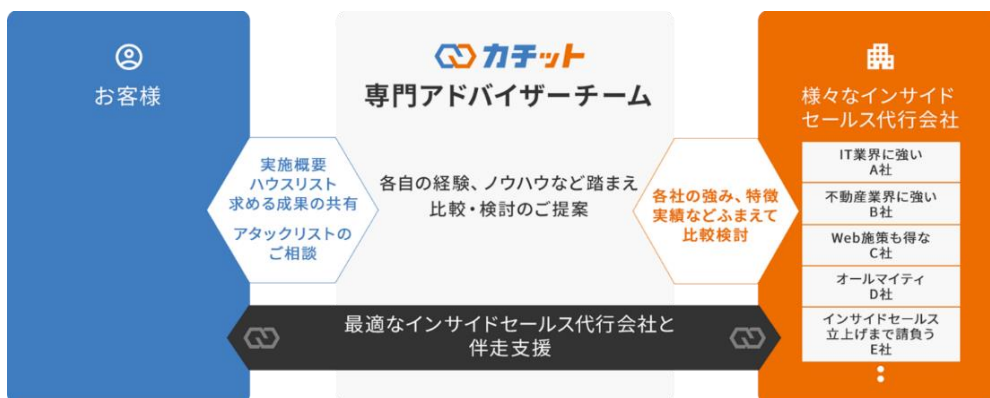 お客様
カチット
専門アドバイザーチーム
様々なインサイド
セールス代行会社
実施概要
ハウスリスト
求める成果の共有
アタックリストの
ご相談
各自の経験、ノウハウなど踏まえ
比較・検討のご提案
各社の強み、特徴
実績などふまえて
比較検討
IT業界に強い
A社
不動産業界に強い
B社
Web施策も得な
C社
オールマイティ
D社
インサイドセールス
立上げまで請負う
E社
最適なインサイドセールス代行会社と
伴走支援